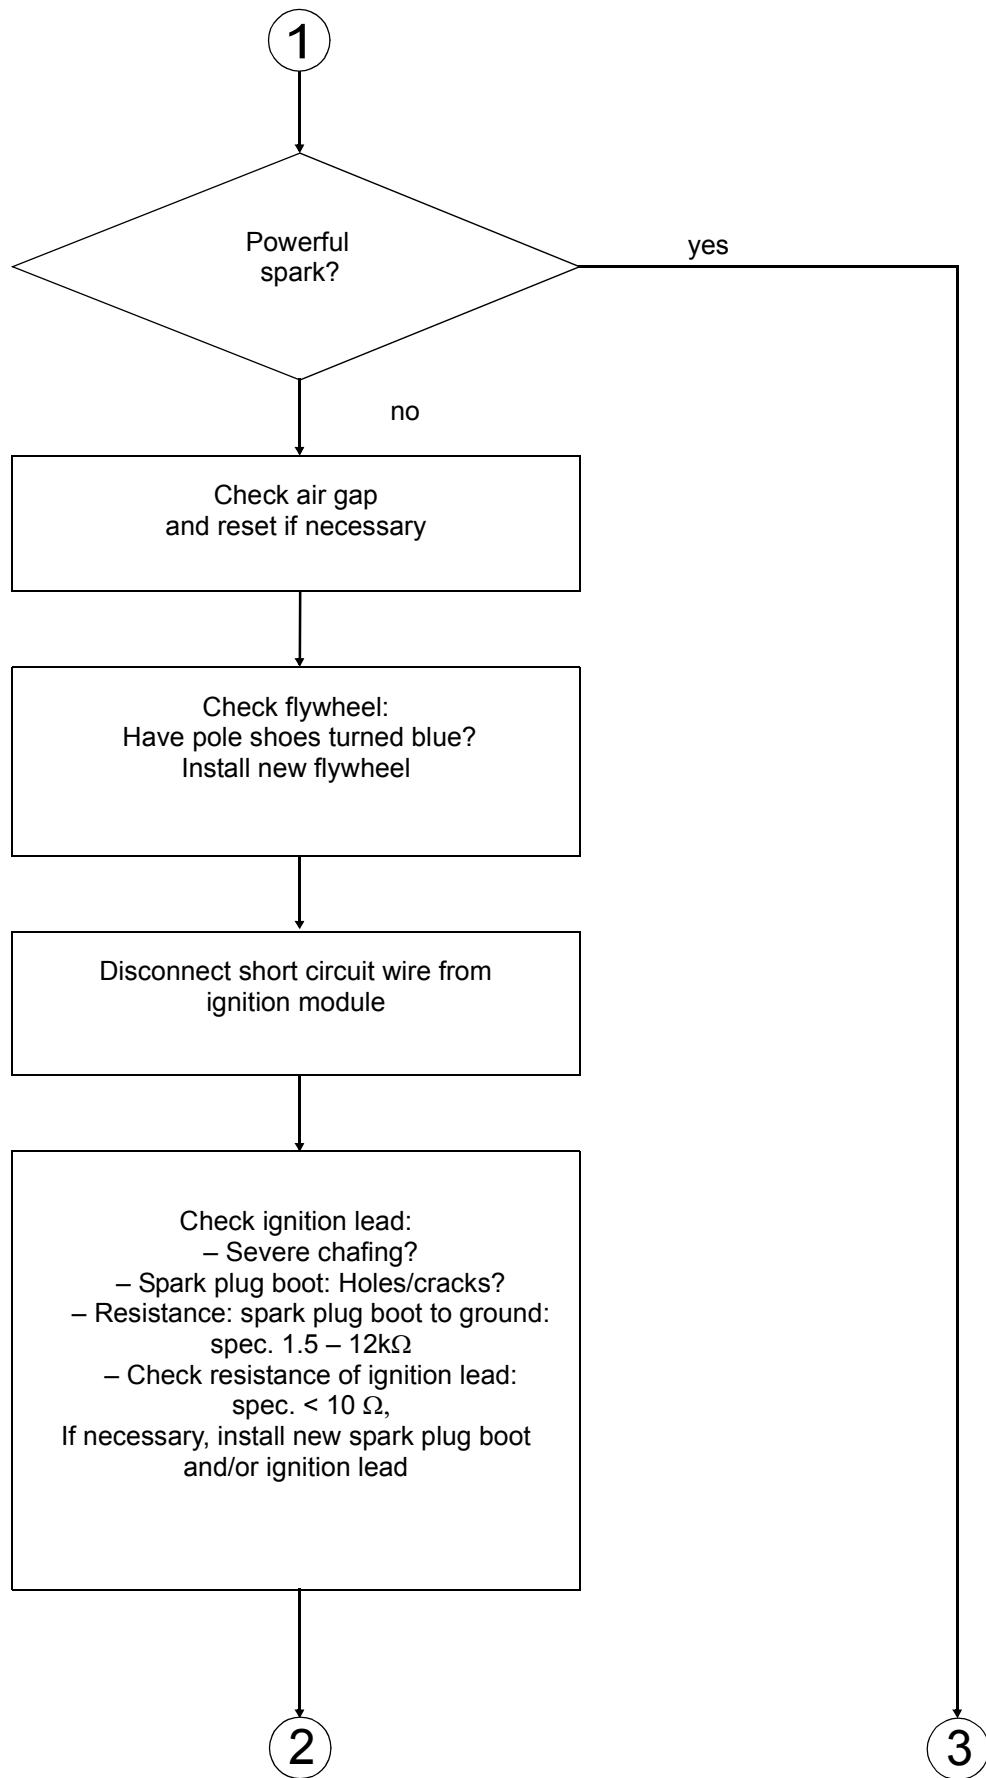 1
Powerful
spark?
yes
no
Check air gap
and reset if necessary
Check flywheel:
Have pole shoes turned blue?
Install new flywheel
Disconnect short circuit wire from
ignition module
Check ignition lead:
– Severe chafing?
– Spark plug boot: Holes/cracks?
– Resistance: spark plug boot to ground:
spec. 1.5 – 12kΩ
– Check resistance of ignition lead:
spec. < 10 Ω,
If necessary, install new spark plug boot
and/or ignition lead
2
3